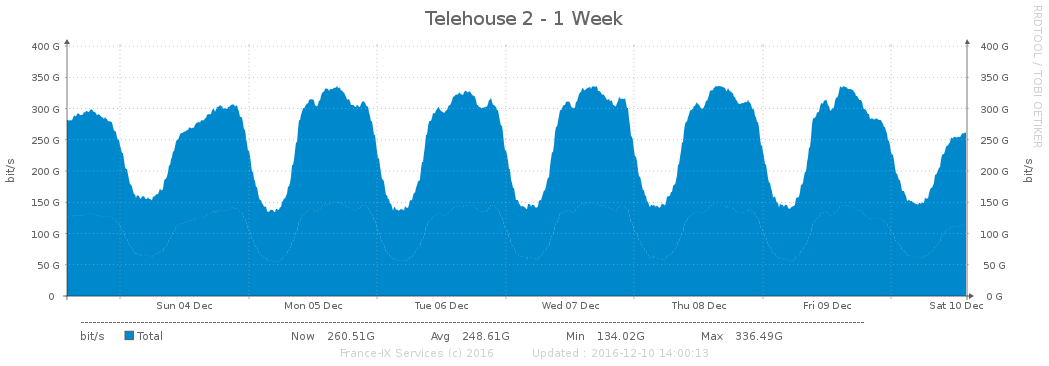 Telehouse 2 - 1 Week
RRDTOOL / TOBI OETIKER
bit/s
400 G 400 G
350 G 350 G
300 G 300 G
250 G 250 G
200 G 200 G
150 G 150 G
100 G 100 G
50 G 50 G
0 0 G
bit/s
Sun 04 Dec Mon 05 Dec Tue 06 Dec Wed 07 Dec Thu 08 Dec Fri 09 Dec Sat 10 Dec
bit/s Total Now 260.51G Avg 248.61G Min 134.02G Max 336.49G
France-IX Services (c) 2016 Updated : 2016-12-10 14:00:13